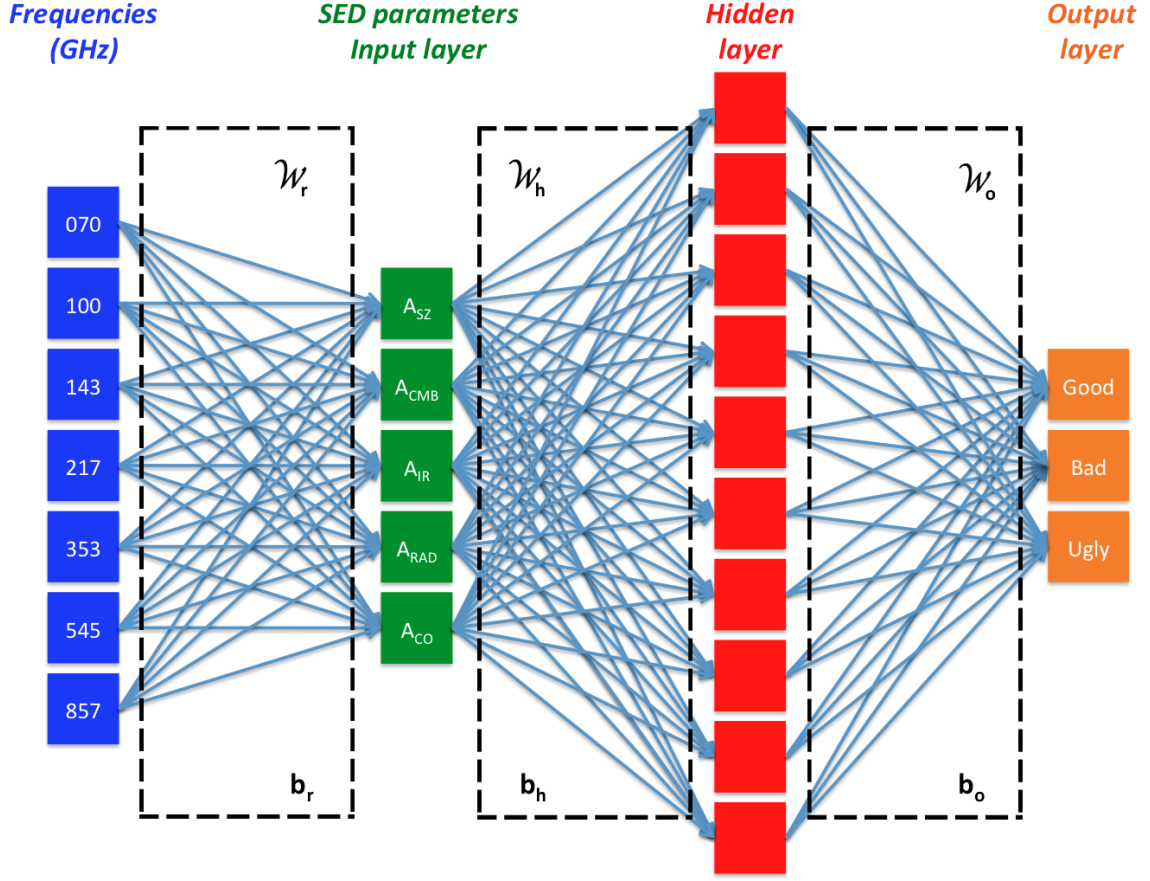 Frequencies
(GHz)
SED parameters
Input layer
Hidden
layer
Output
layer
𝒲r
𝒲h
𝒲o
070
100
143
217
353
545
857
ASZ
ACMB
AIR
ARAD
ACO
Good
Bad
Ugly
br
bh
bo